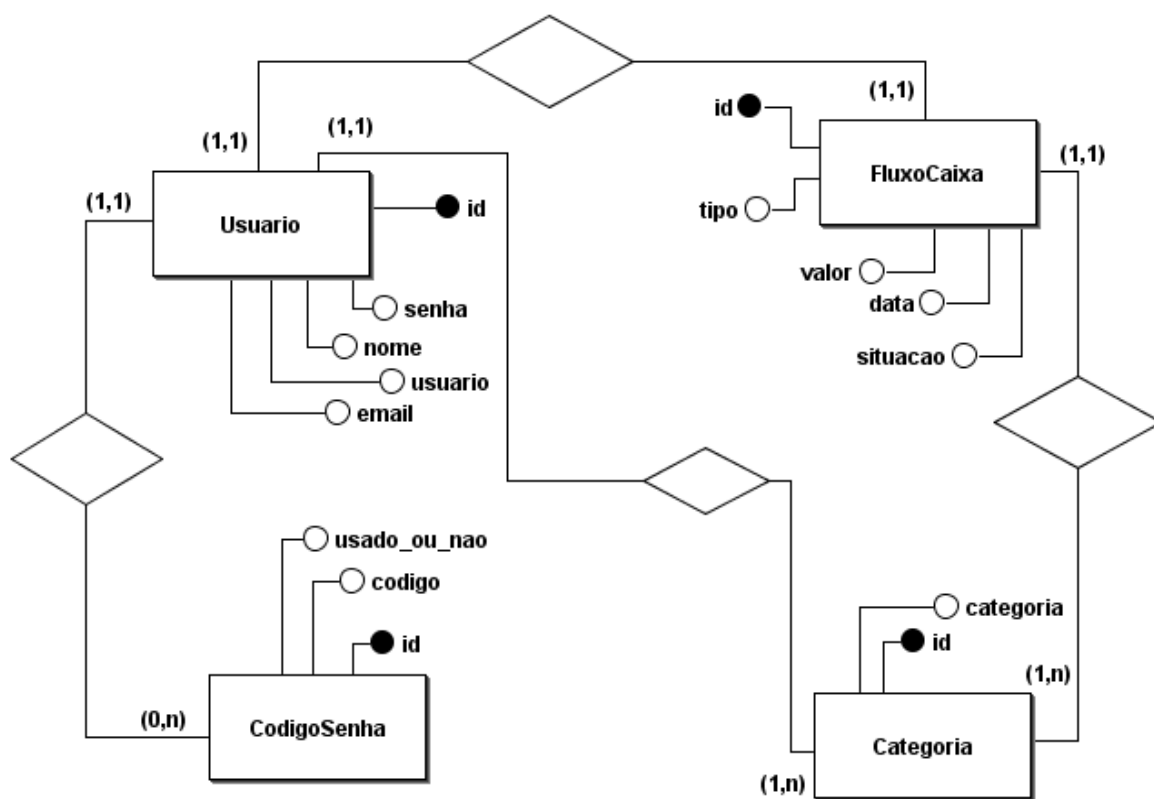 id
(1,1)
(1,1)
(1,1)
(1,1)
FluxoCaixa
(1,1)
Usuario
id
tipo
valor
data
senha
nome
situacao
usuario
email
usado_ou_nao
codigo
categoria
id
id
(1,n)
(0,n)
CodigoSenha
Categoria
(1,n)